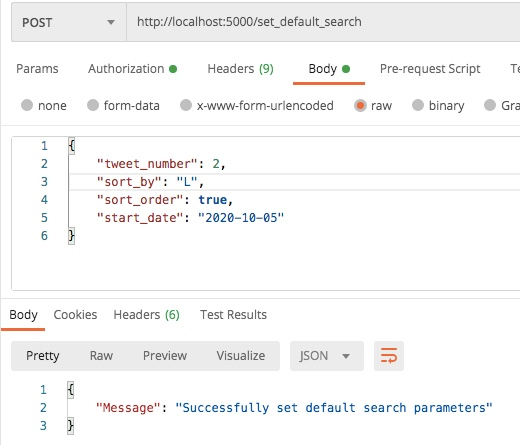 POST http://localhost:5000/set_default_search
Params Authorization Headers (9) Body Pre-request Script
none form-data x-www-form-urlencoded raw binary
1 {
2 "tweet_number": 2,
3 "sort_by": "L",
4 "sort_order": true,
5 "start_date": "2020-10-05"
6 }
Body Cookies Headers (6) Test Results
Pretty Raw Preview Visualize JSON
1 {
2 "Message": "Successfully set default search parameters"
3 }